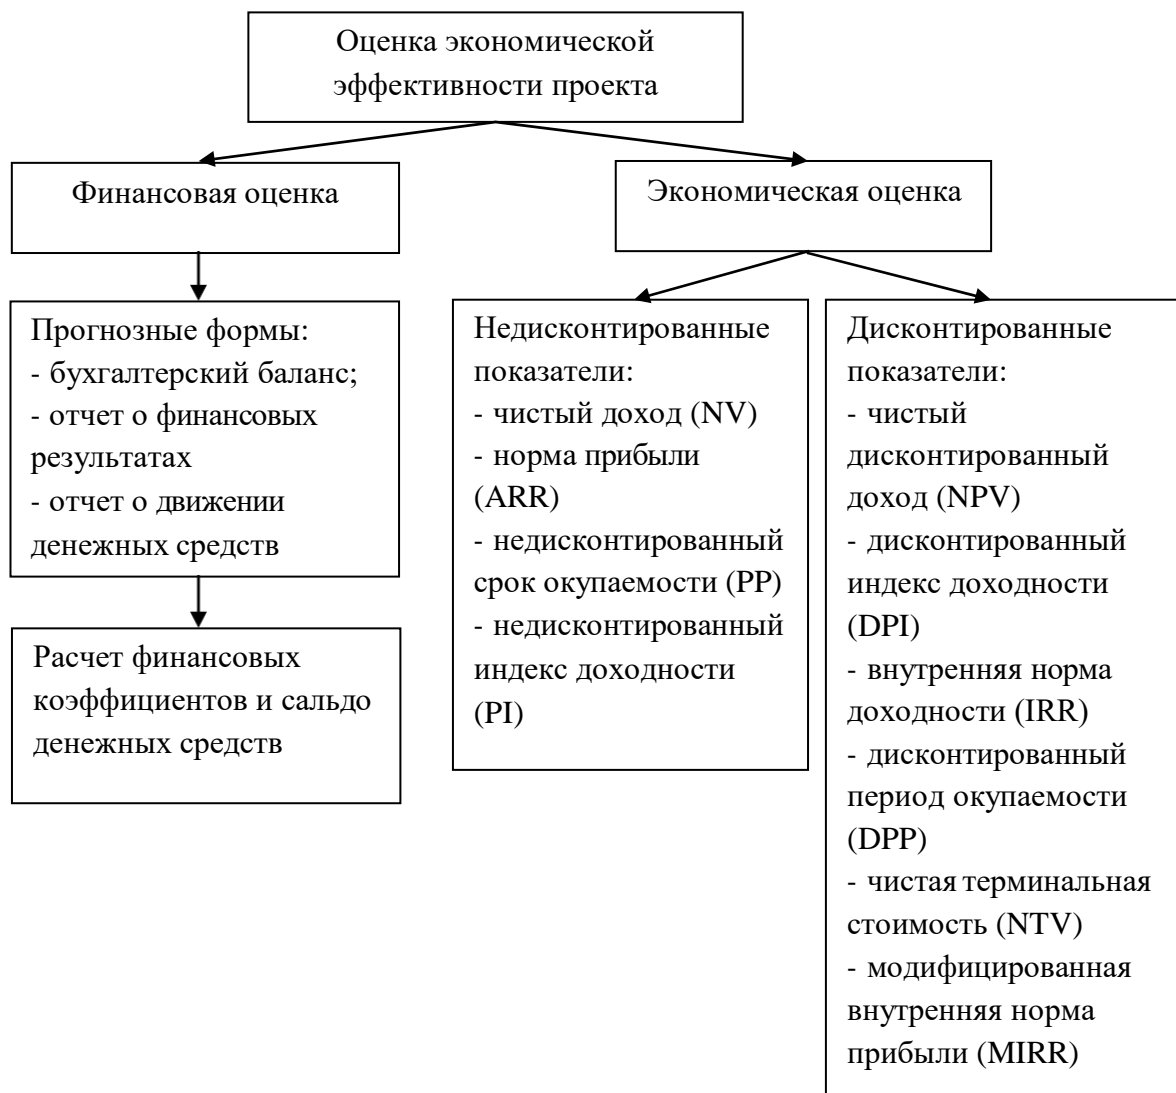 Оценка экономической
эффективности проекта
Финансовая оценка
Экономическая оценка
Прогнозные формы:
- бухгалтерский баланс;
- отчет о финансовых
результатах
- отчет о движении
денежных средств
Расчет финансовых
коэффициентов и сальдо
денежных средств
Недисконтированные
показатели:
- чистый доход (NV)
- норма прибыли
(ARR)
- недисконтированный
срок окупаемости (PP)
- недисконтированный
индекс доходности
(PI)
Дисконтированные
показатели:
- чистый
дисконтированный
доход (NPV)
- дисконтированный
индекс доходности
(DPI)
- внутренняя норма
доходности (IRR)
- дисконтированный
период окупаемости
(DPP)
- чистая терминальная
стоимость (NTV)
- модифицированная
внутренняя норма
прибыли (MIRR)